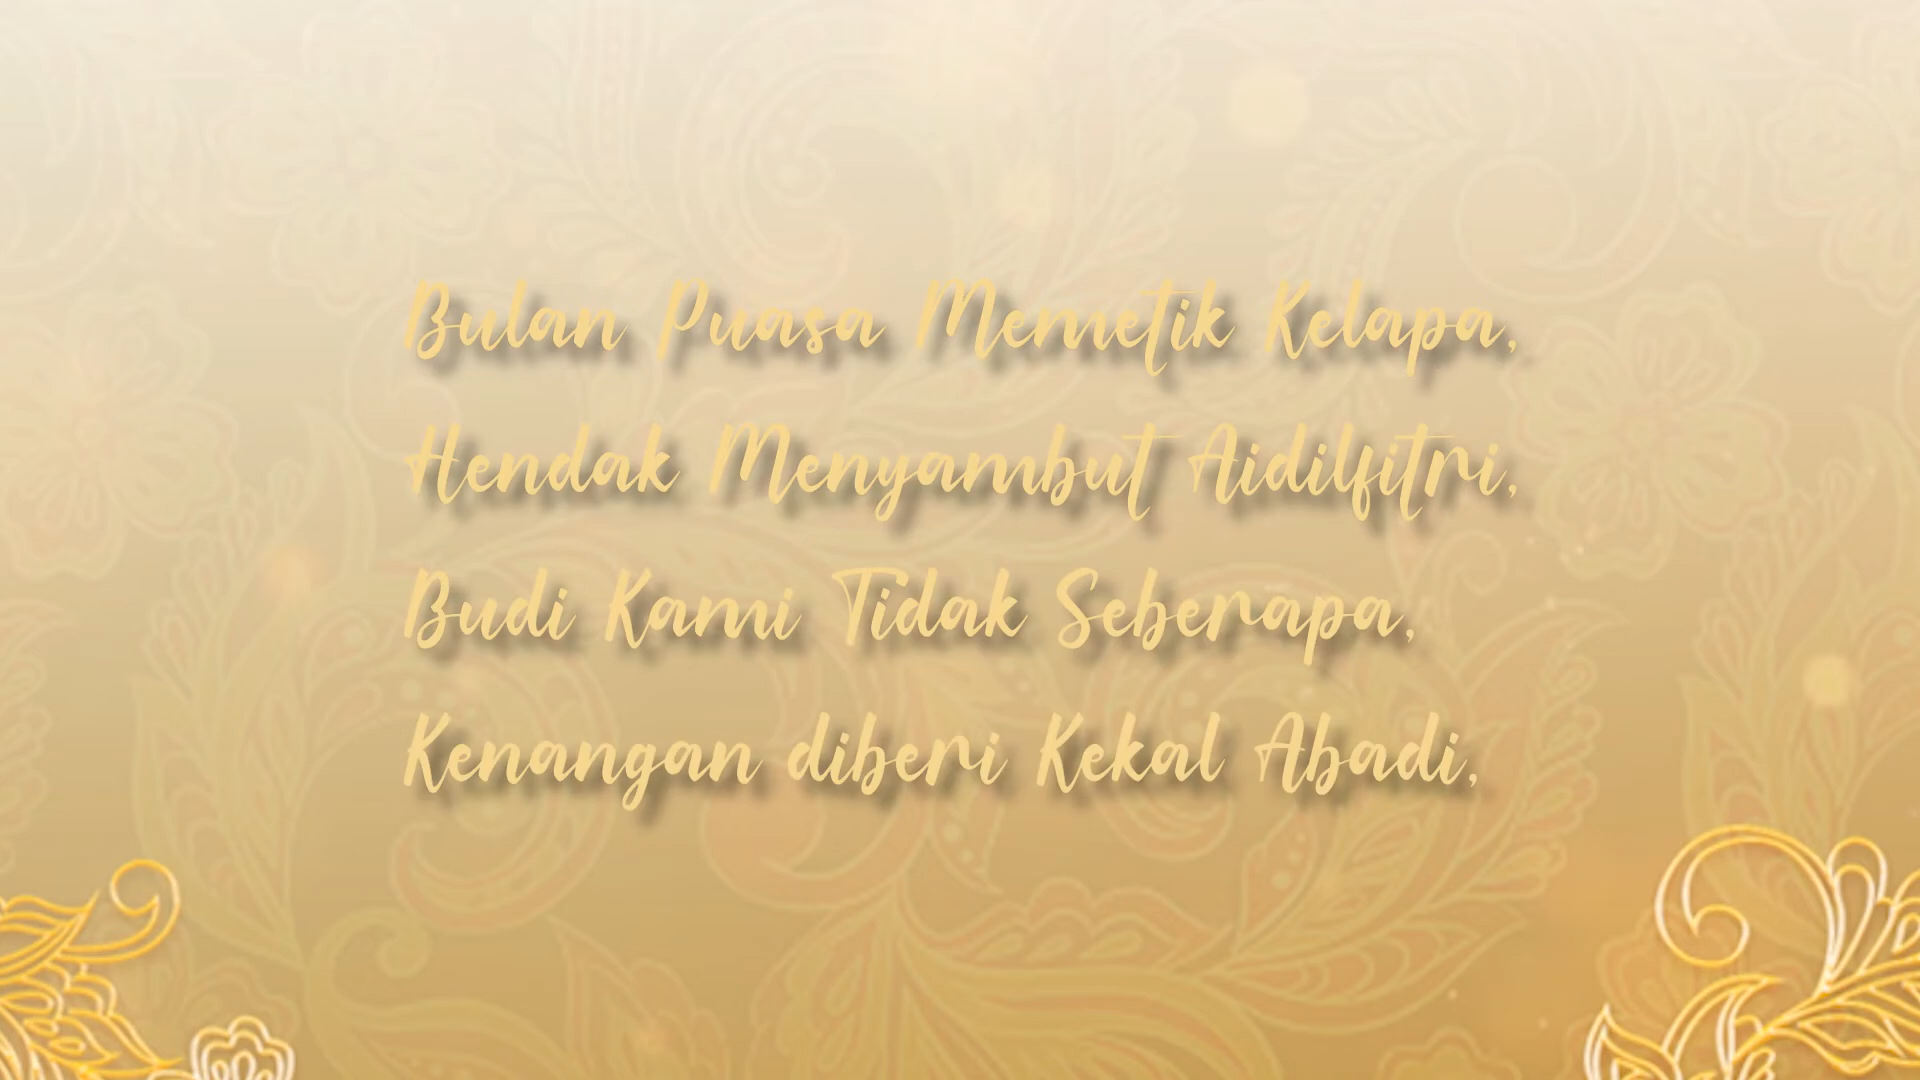 Bulan Puasa Memetik Kelapa,
Hendak Menyambut Aidilfitri,
Budi Kami Tidak Seberapa,
Kenangan diberi Kekal Abadi,